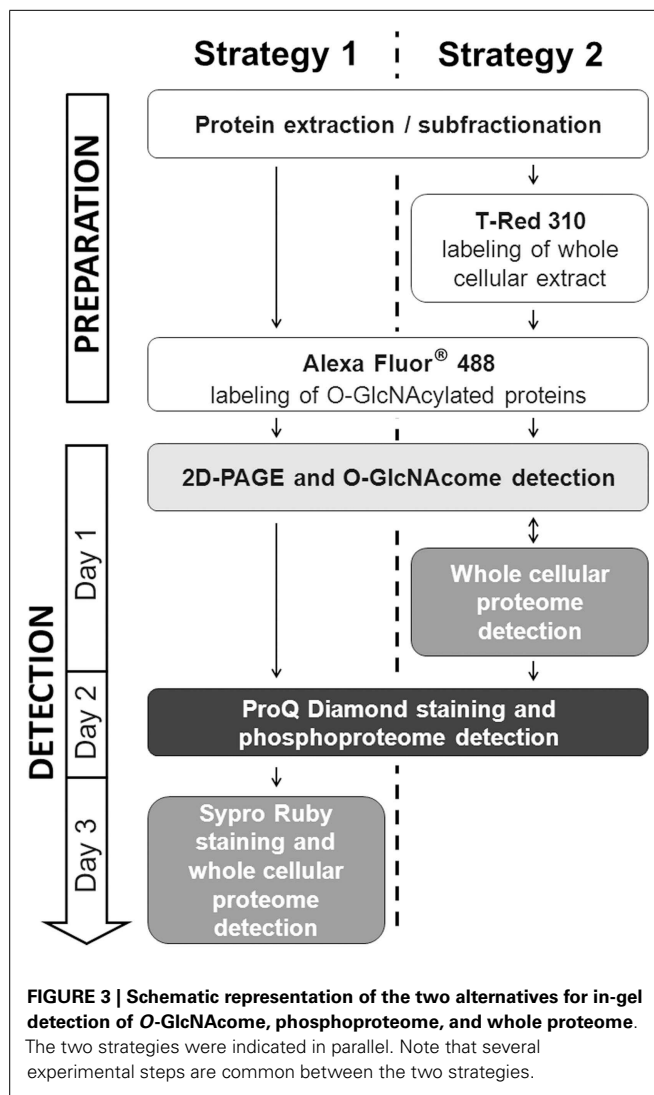 Strategy 1
Strategy 2
PREPARATION
Protein extraction / subfractionation
T-Red 310
labeling of whole
cellular extract
Alexa Fluor® 488
labeling of O-GlcNAcylated proteins
DETECTION
Day 1
2D-PAGE and O-GlcNAcome detection
Whole cellular
proteome
detection
Day 2
ProQ Diamond staining and
phosphoproteome detection
Day 3
Sypro Ruby
staining and
whole cellular
proteome
detection
FIGURE 3 | Schematic representation of the two alternatives for in-gel
detection of O-GlcNAcome, phosphoproteome, and whole proteome.
The two strategies were indicated in parallel. Note that several
experimental steps are common between the two strategies.